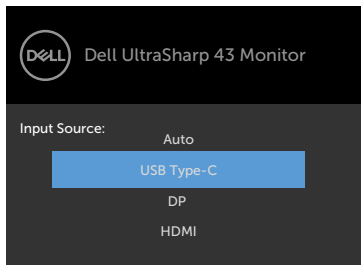 DELL
Dell UltraSharp 43 Monitor
Input Source:
Auto
USB Type-C
DP
HDMI